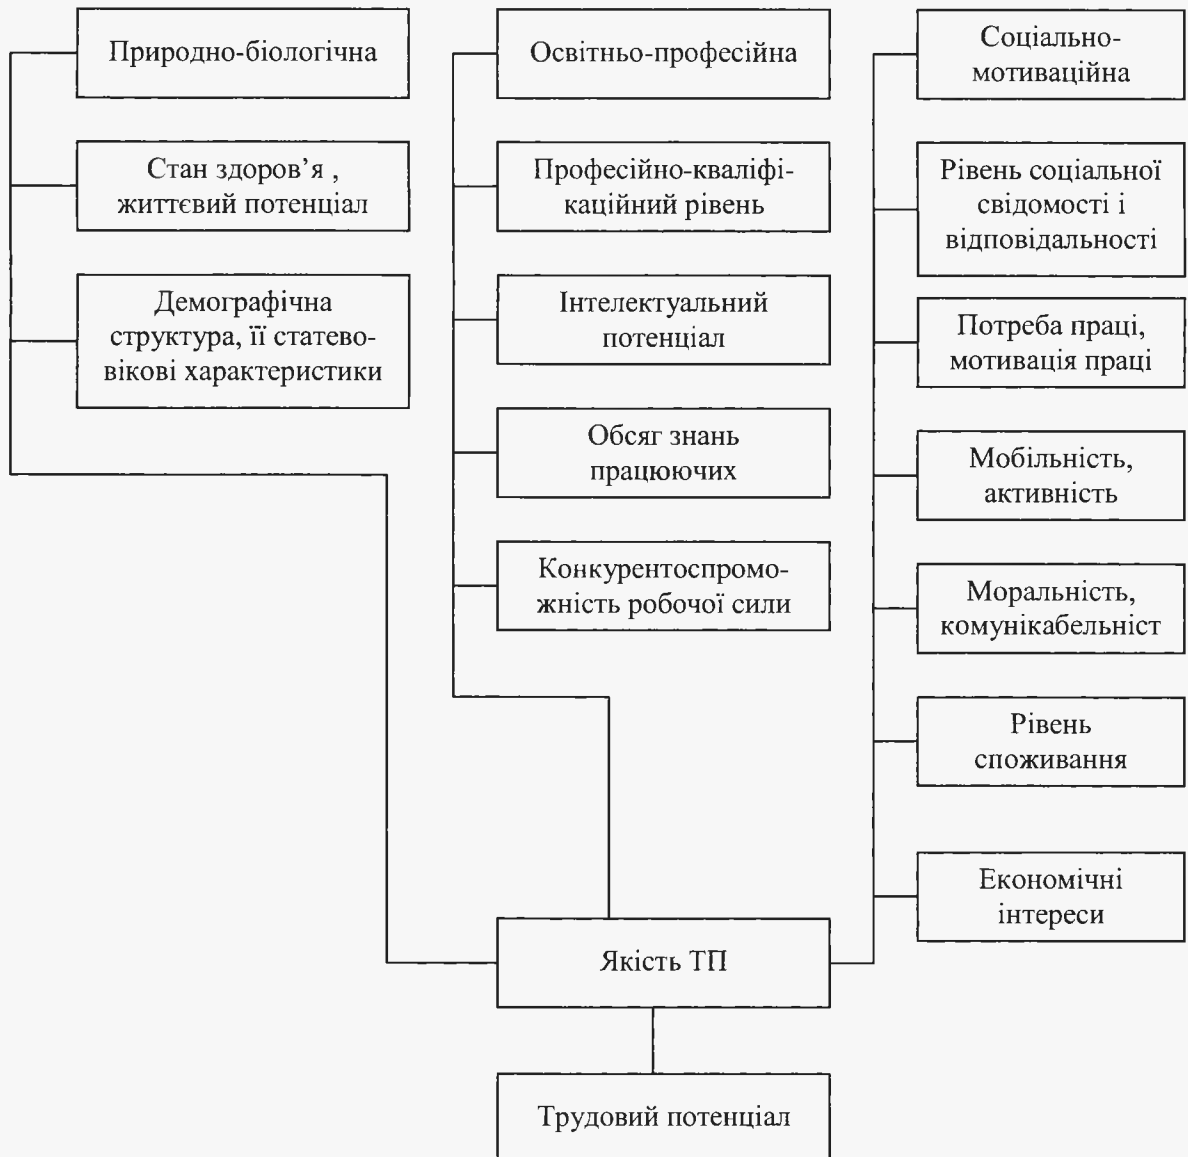 Природно-біологічна
Стан здоров’я ,
життєвий потенціал
Демографічна
структура, її статево-
вікові характеристики
Освітньо-професійна
Професійно-кваліфі-
каційний рівень
Інтелектуальний
потенціал
Обсяг знань
працюючих
Конкурентоспромо-
жність робочої сили
Соціально-
мотиваційна
Рівень соціальної
свідомості і
відповідальності
Потреба праці,
мотивація праці
Мобільність,
активність
Моральність,
комунікабельніст
Рівень
споживання
Економічні
інтереси
Якість ТП
Трудовий потенціал